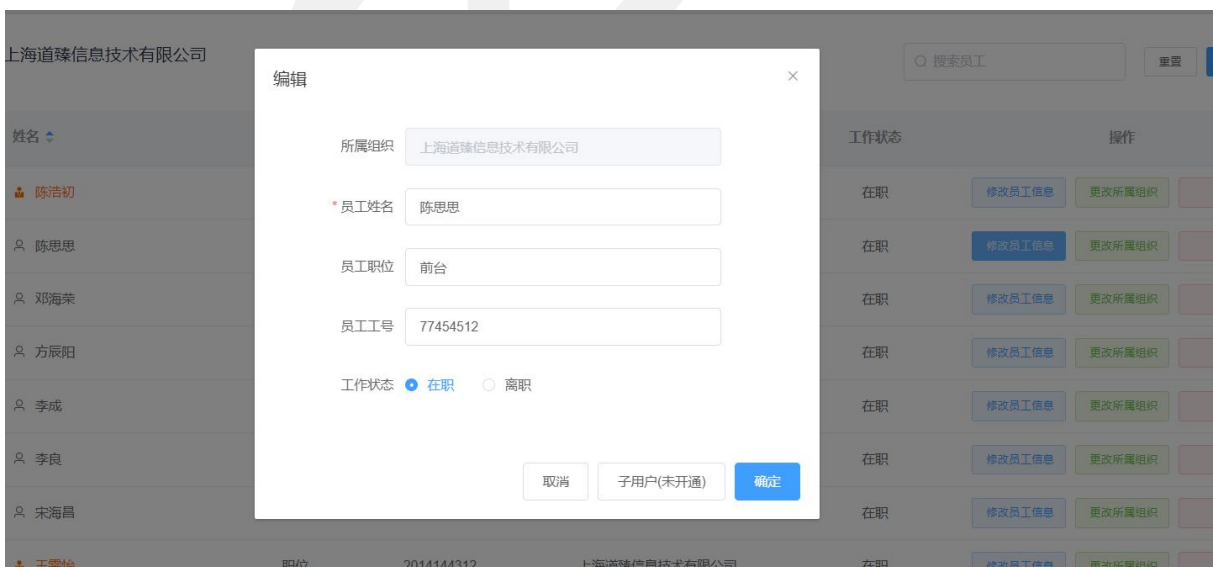 上海道臻信息技术有限公司
搜索员工
重置
编辑
所属组织 上海道臻信息技术有限公司
*员工姓名 陈思思
员工职位 前台
员工工号 77454512
工作状态 在职 离职
取消 子用户(未开通) 确定
姓名 工作状态 操作
陈浩初 在职 修改员工信息 更改所属组织
陈思思 在职 修改员工信息 更改所属组织
邓海荣 在职 修改员工信息 更改所属组织
方辰阳 在职 修改员工信息 更改所属组织
李成 在职 修改员工信息 更改所属组织
李良 在职 修改员工信息 更改所属组织
宋海昌 在职 修改员工信息 更改所属组织
王霁怡 职位 2014144312 上海道臻信息技术有限公司 在职 修改员工信息 更改所属组织